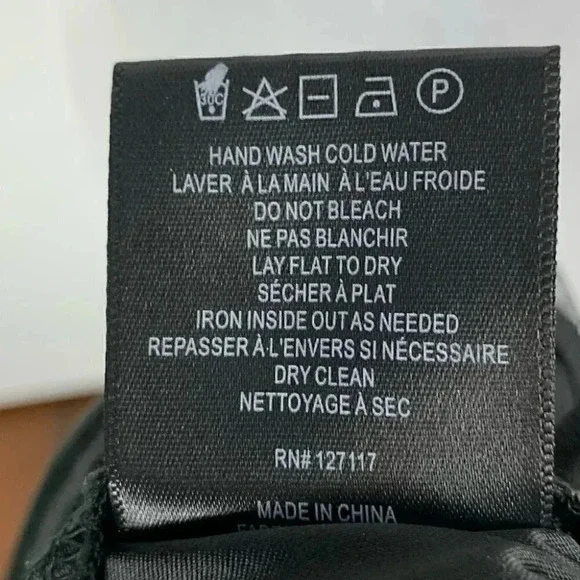 30C P
HAND WASH COLD WATER
LAVER À LA MAIN À L'EAU FROIDE
DO NOT BLEACH
NE PAS BLANCHIR
LAY FLAT TO DRY
SÉCHER À PLAT
IRON INSIDE OUT AS NEEDED
REPASSER À L'ENVERS SI NÉCESSAIRE
DRY CLEAN
NETTOYAGE À SEC
RN# 127117
MADE IN CHINA